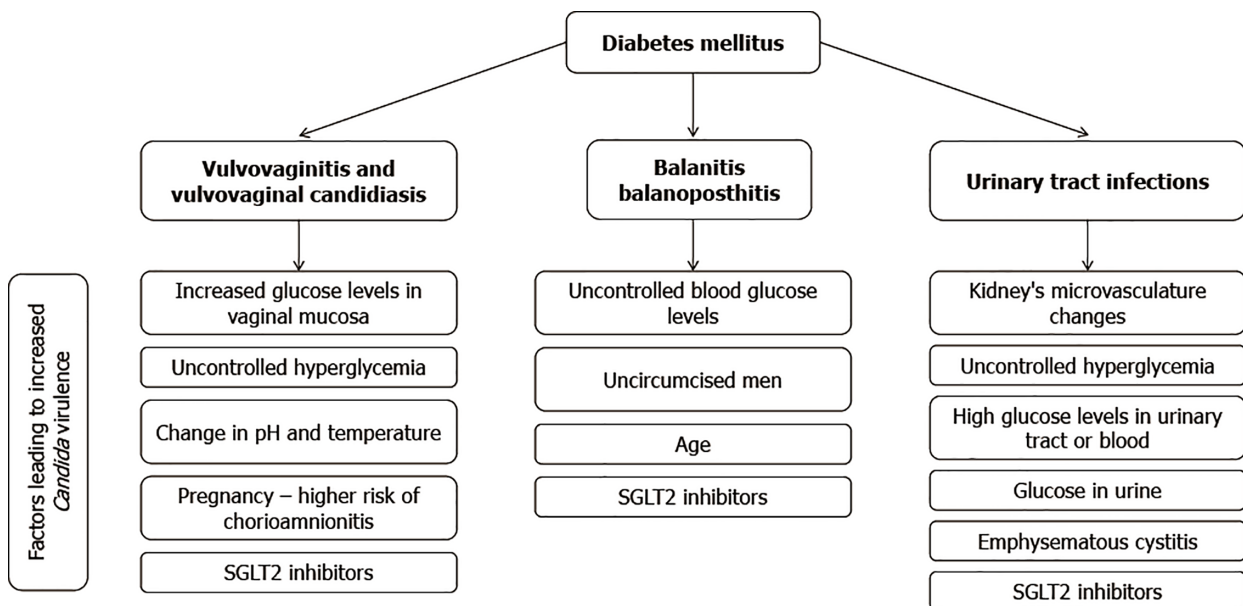 Diabetes mellitus
Vulvovaginitis and
vulvovaginal candidiasis
Balanitis
balanoposthitis
Urinary tract infections
Factors leading to increased
Candida virulence
Increased glucose levels in
vaginal mucosa
Uncontrolled hyperglycemia
Change in pH and temperature
Pregnancy – higher risk of
chorioamnionitis
SGLT2 inhibitors
Uncontrolled blood glucose
levels
Uncircumcised men
Age
SGLT2 inhibitors
Kidney's microvasculature
changes
Uncontrolled hyperglycemia
High glucose levels in urinary
tract or blood
Glucose in urine
Emphysematous cystitis
SGLT2 inhibitors